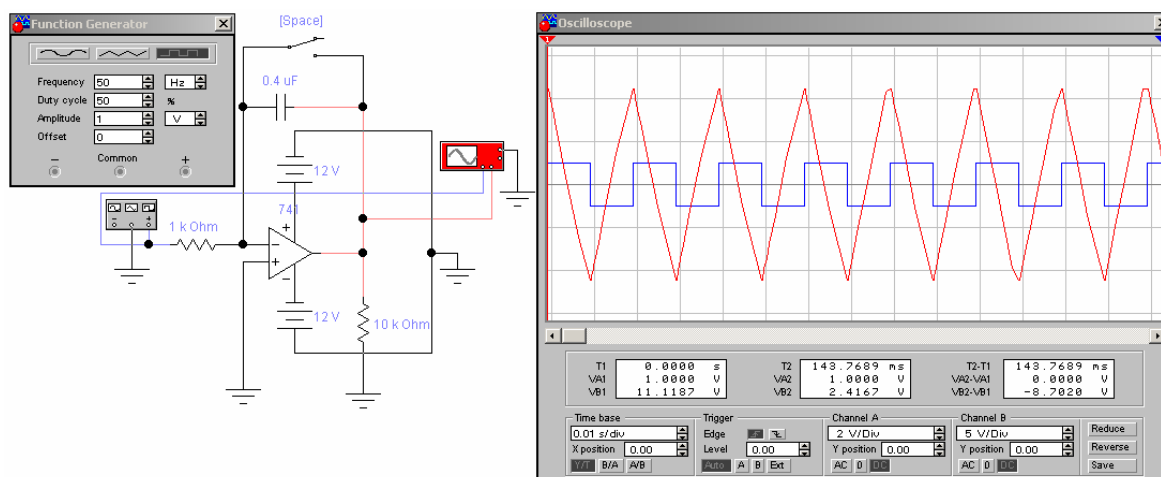 Function Generator
Frequency 50 Hz
Duty cycle 50 %
Amplitude 1 V
Offset 0
− Common +
[Space]
0.4 uF
12 V
741
+
1 k Ohm
−
+
−
12 V
10 k Ohm
− +
Oscilloscope
1
T1 0.0000 s
VA1 1.0000 V
VB1 11.1187 V
T2 143.7689 ms
VA2 1.0000 V
VB2 2.4167 V
T2-T1 143.7689 ms
VA2-VA1 0.0000 V
VB2-VB1 -8.7020 V
Time base
0.01 s/div
X position 0.00
Y/T B/A A/B
Trigger
Edge
Level 0.00
Auto A B Ext
Channel A
2 V/Div
Y position 0.00
AC 0 DC
Channel B
5 V/Div
Y position 0.00
AC 0 DC
Reduce
Reverse
Save